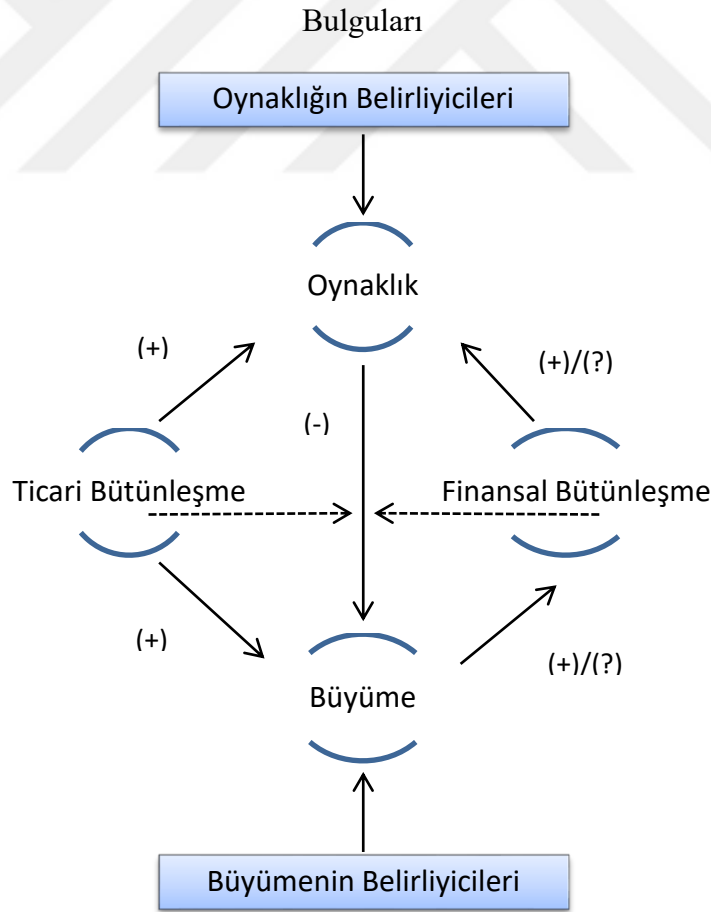 Bulguları
Oynaklığın Belirliyicileri
Oynaklık
(+)
(+)/(?)
(-)
Ticari Bütünleşme
Finansal Bütünleşme
(+)
(+)/(?)
Büyüme
Büyümenin Belirliyicileri